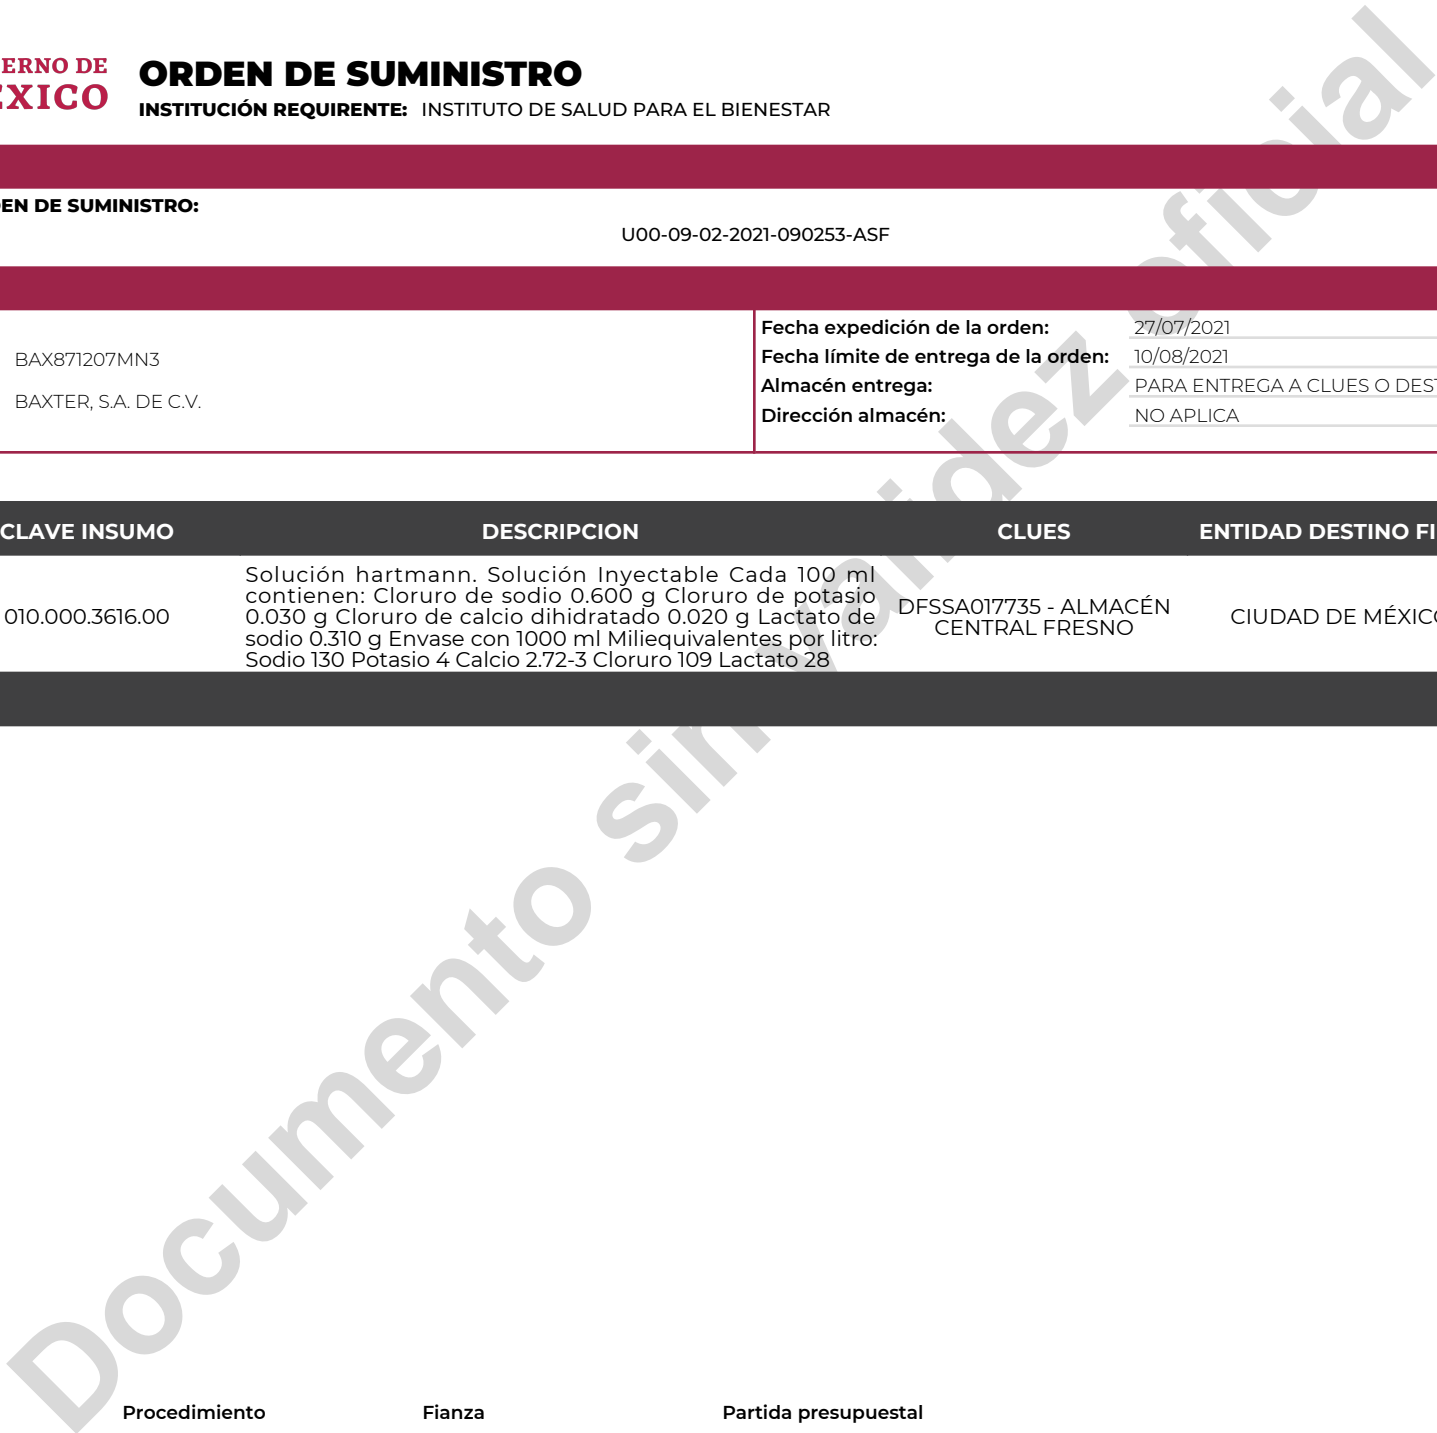 ERNO DE
ÉXICO
ORDEN DE SUMINISTRO
INSTITUCIÓN REQUIRENTE: INSTITUTO DE SALUD PARA EL BIENESTAR
EN DE SUMINISTRO:
U00-09-02-2021-090253-ASF
BAX871207MN3
BAXTER, S.A. DE C.V.
Fecha expedición de la orden: 27/07/2021
Fecha límite de entrega de la orden: 10/08/2021
Almacén entrega: PARA ENTREGA A CLUES O DEST
Dirección almacén: NO APLICA
CLAVE INSUMO DESCRIPCION CLUES ENTIDAD DESTINO FI
010.000.3616.00
Solución hartmann. Solución Inyectable Cada 100 ml
contienen: Cloruro de sodio 0.600 g Cloruro de potasio
0.030 g Cloruro de calcio dihidratado 0.020 g Lactato de
sodio 0.310 g Envase con 1000 ml Miliequivalentes por litro:
Sodio 130 Potasio 4 Calcio 2.72-3 Cloruro 109 Lactato 28
DFSSA017735 - ALMACÉN
CENTRAL FRESNO
CIUDAD DE MÉXICO
Documento sin validez oficial
Procedimiento Fianza Partida presupuestal